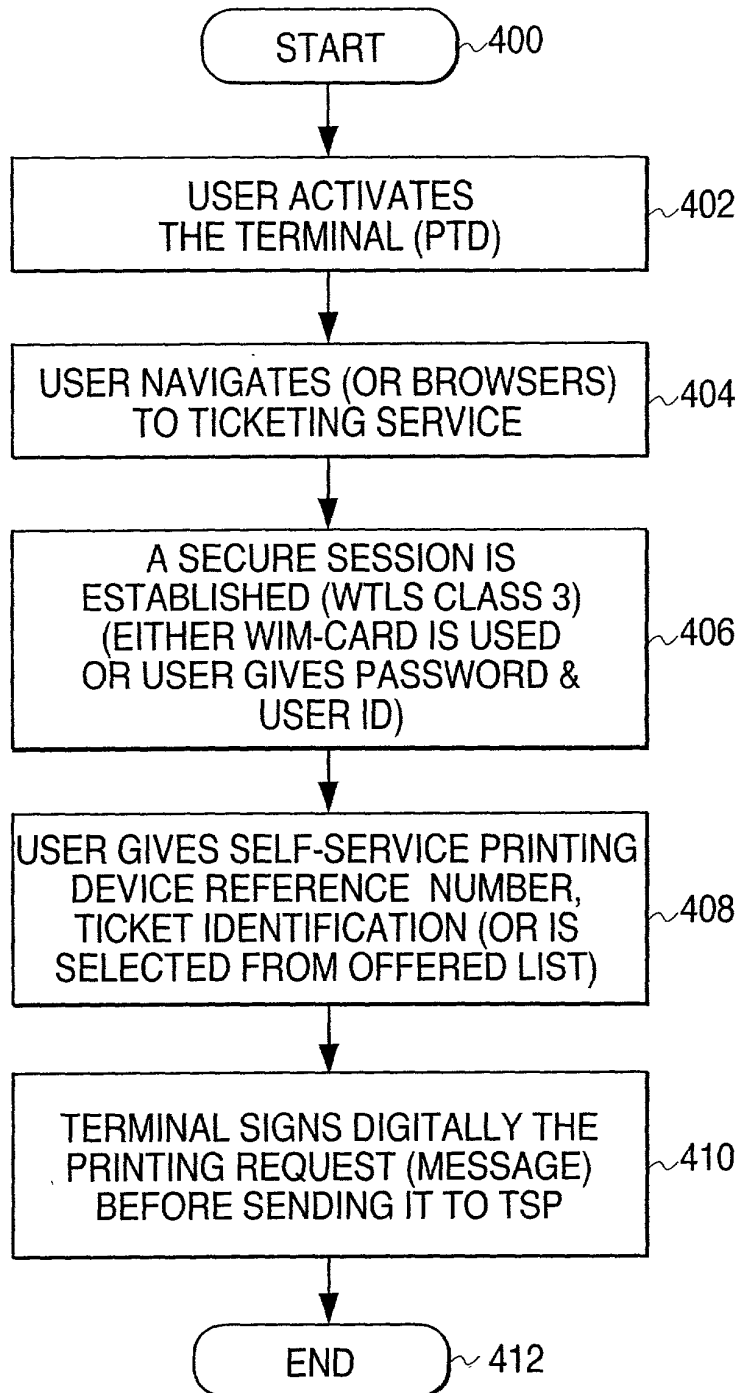 START
400
USER ACTIVATES
THE TERMINAL (PTD)
402
USER NAVIGATES (OR BROWSERS)
TO TICKETING SERVICE
404
A SECURE SESSION IS
ESTABLISHED (WTLS CLASS 3)
(EITHER WIM-CARD IS USED
OR USER GIVES PASSWORD &
USER ID)
406
USER GIVES SELF-SERVICE PRINTING
DEVICE REFERENCE NUMBER,
TICKET IDENTIFICATION (OR IS
SELECTED FROM OFFERED LIST)
408
TERMINAL SIGNS DIGITALLY THE
PRINTING REQUEST (MESSAGE)
BEFORE SENDING IT TO TSP
410
END
412